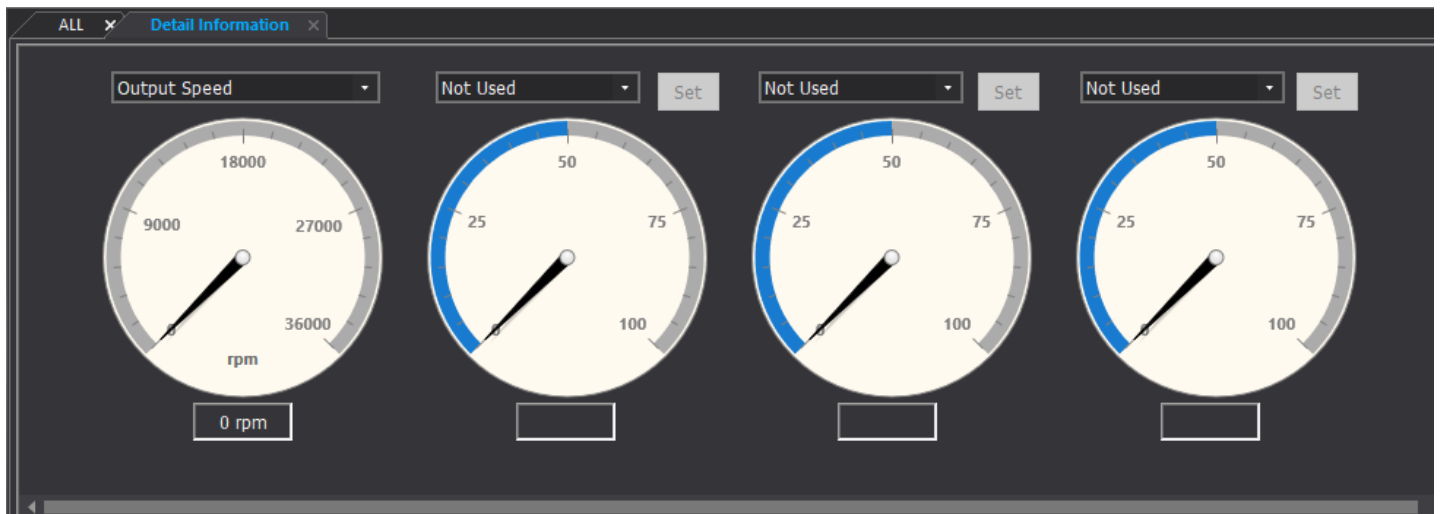 ALL
Detail Information
Output Speed
Not Used
Set
Not Used
Set
Not Used
Set
18000
9000
27000
0
36000
rpm
0 rpm
50
25
75
0
100
50
25
75
0
100
50
25
75
0
100